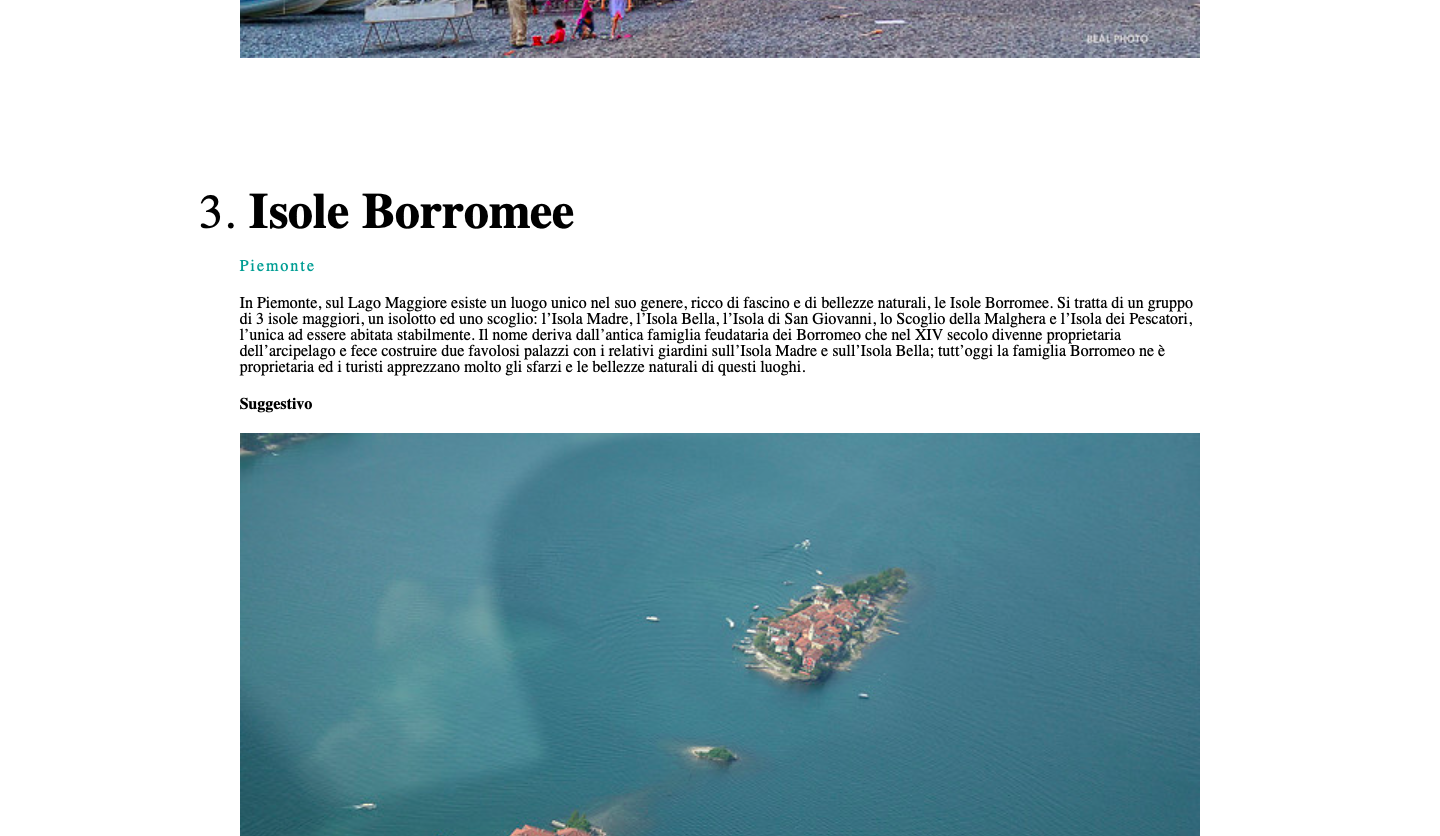 REAL PHOTO
3. Isole Borromee
Piemonte
In Piemonte, sul Lago Maggiore esiste un luogo unico nel suo genere, ricco di fascino e di bellezze naturali, le Isole Borromee. Si tratta di un gruppo
di 3 isole maggiori, un isolotto ed uno scoglio: l’Isola Madre, l’Isola Bella, l’Isola di San Giovanni, lo Scoglio della Malghera e l’Isola dei Pescatori,
l’unica ad essere abitata stabilmente. Il nome deriva dall’antica famiglia feudataria dei Borromeo che nel XIV secolo divenne proprietaria
dell’arcipelago e fece costruire due favolosi palazzi con i relativi giardini sull’Isola Madre e sull’Isola Bella; tutt’oggi la famiglia Borromeo ne è
proprietaria ed i turisti apprezzano molto gli sfarzi e le bellezze naturali di questi luoghi.
Suggestivo